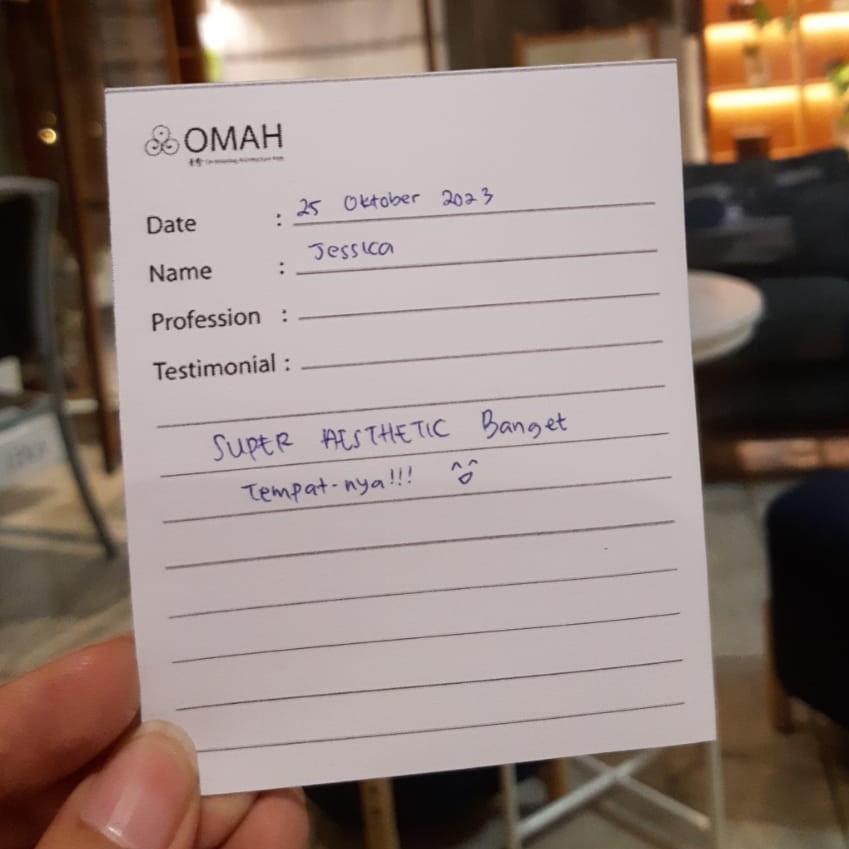 OMAH
Date : 25 Oktober 2023
Name : Jessica
Profession :
Testimonial :
SUPER AESTHETIC Banget
Tempat-nya!!!